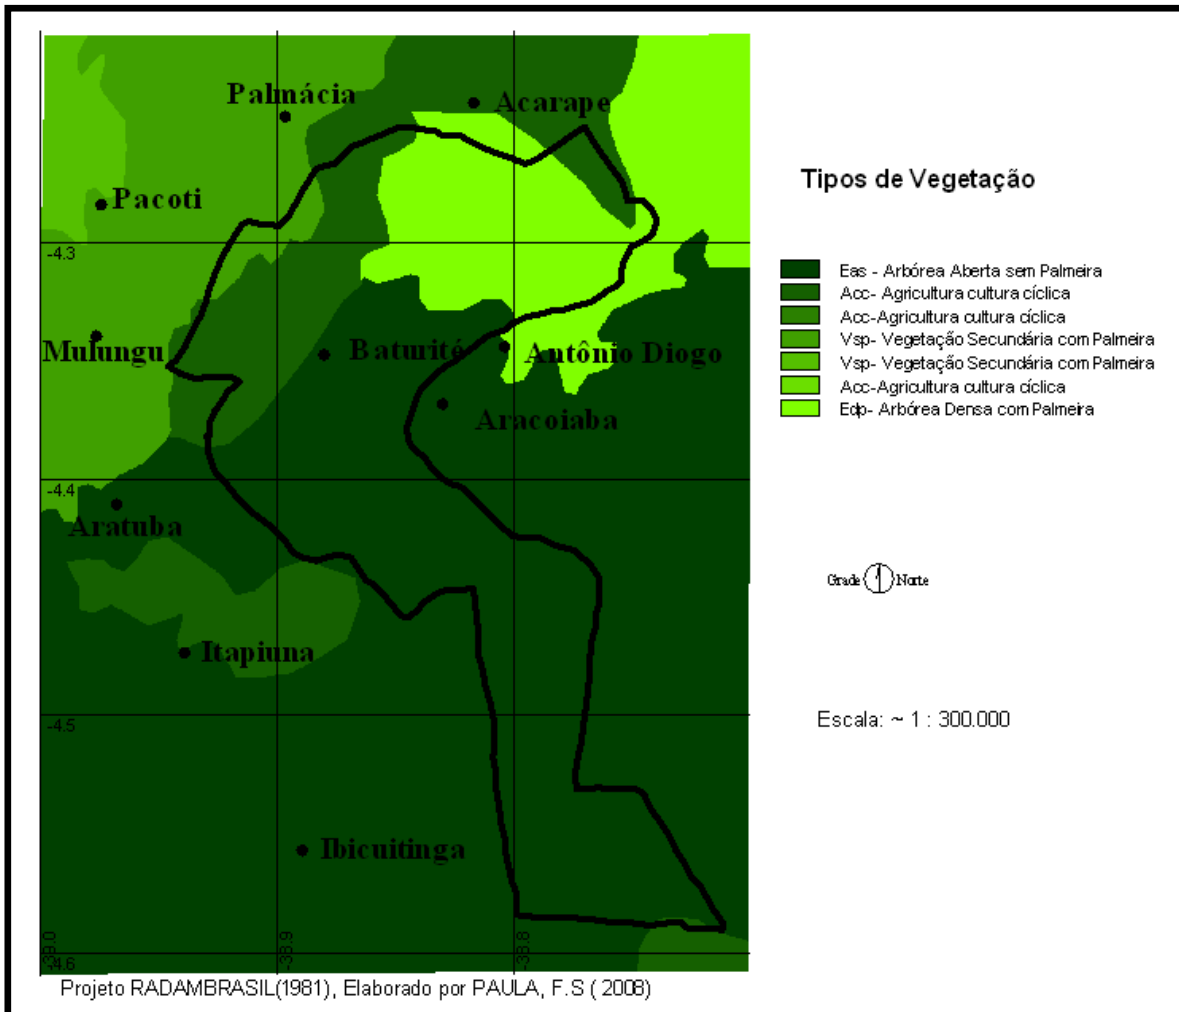 Palmácia
Acarape
Pacoti
-4.3
Mulungu
Baturité
Antônio Diogo
Aracoiaba
-4.4
Aratuba
Itapiuna
-4.5
Ibicuitinga
-39.0
-38.9
-38.8
-4.6
Projeto RADAMBRASIL(1981), Elaborado por PAULA, F.S ( 2008)
Tipos de Vegetação
Eas - Arbórea Aberta sem Palmeira
Acc- Agricultura cultura cíclica
Acc-Agricultura cultura cíclica
Vsp- Vegetação Secundária com Palmeira
Vsp- Vegetação Secundária com Palmeira
Acc-Agricultura cultura cíclica
Edp- Arbórea Densa com Palmeira
Grade Norte
Escala: ~ 1 : 300.000